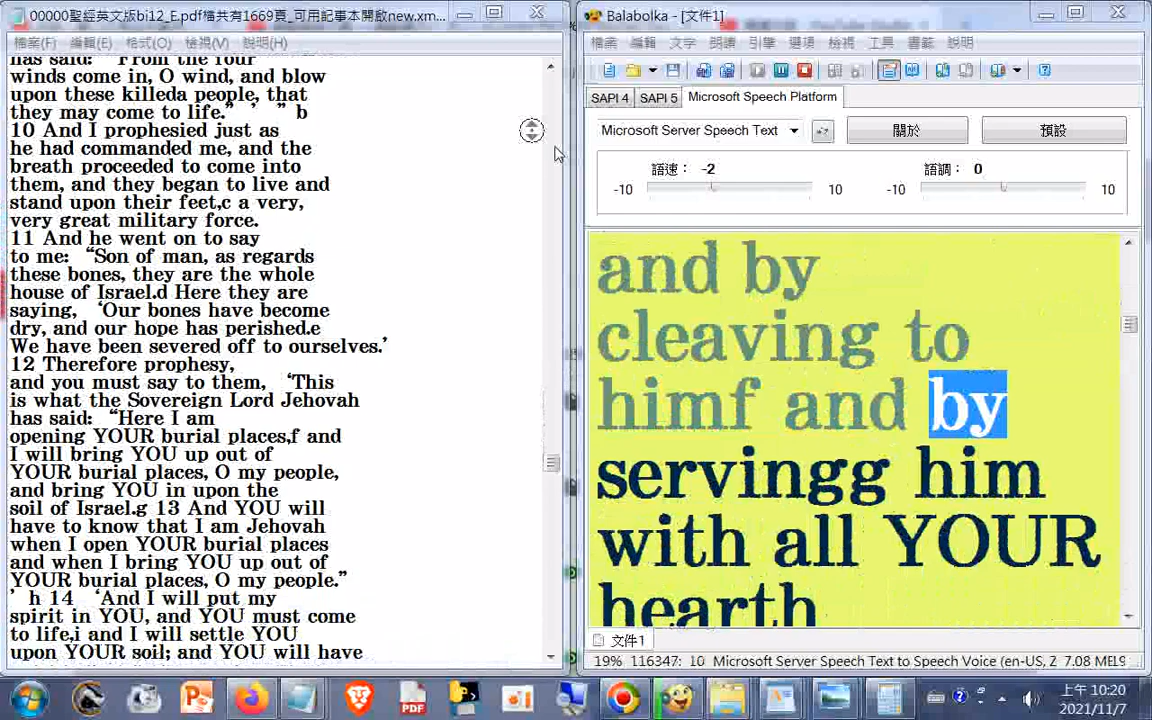 00000聖經英文版bi12_E.pdf檔共有1669頁_可用記事本開啟new.xm...
檔案(F) 編輯(E) 格式(O) 檢視(V) 說明(H)
has said: "From the four
winds come in, O wind, and blow
upon these killeda people, that
they may come to life.” ’ ” b
10 And I prophesied just as
he had commanded me, and the
breath proceeded to come into
them, and they began to live and
stand upon their feet,c a very,
very great military force.
11 And he went on to say
to me: “Son of man, as regards
these bones, they are the whole
house of Israel.d Here they are
saying, ‘Our bones have become
dry, and our hope has perished.e
We have been severed off to ourselves.’
12 Therefore prophesy,
and you must say to them, ‘This
is what the Sovereign Lord Jehovah
has said: “Here I am
opening YOUR burial places,f and
I will bring YOU up out of
YOUR burial places, O my people,
and bring YOU in upon the
soil of Israel.g 13 And YOU will
have to know that I am Jehovah
when I open YOUR burial places
and when I bring YOU up out of
YOUR burial places, O my people.”
’ h 14 ‘And I will put my
spirit in YOU, and YOU must come
to life,i and I will settle YOU
upon YOUR soil; and YOU will have
Balabolka - [文件1]
檔案 編輯 文字 朗讀 引擎 選項 檢視 工具 書籤 說明
SAPI 4 SAPI 5 Microsoft Speech Platform
Microsoft Server Speech Text 關於 預設
語速： -2 語調： 0
-10 10 -10 10
and by
cleaving to
himf and by
servingg him
with all YOUR
hearth
文件1
19% 116347: 10 Microsoft Server Speech Text to Speech Voice (en-US, 2 7.08 ME
PDF
上午 10:20
2021/11/7